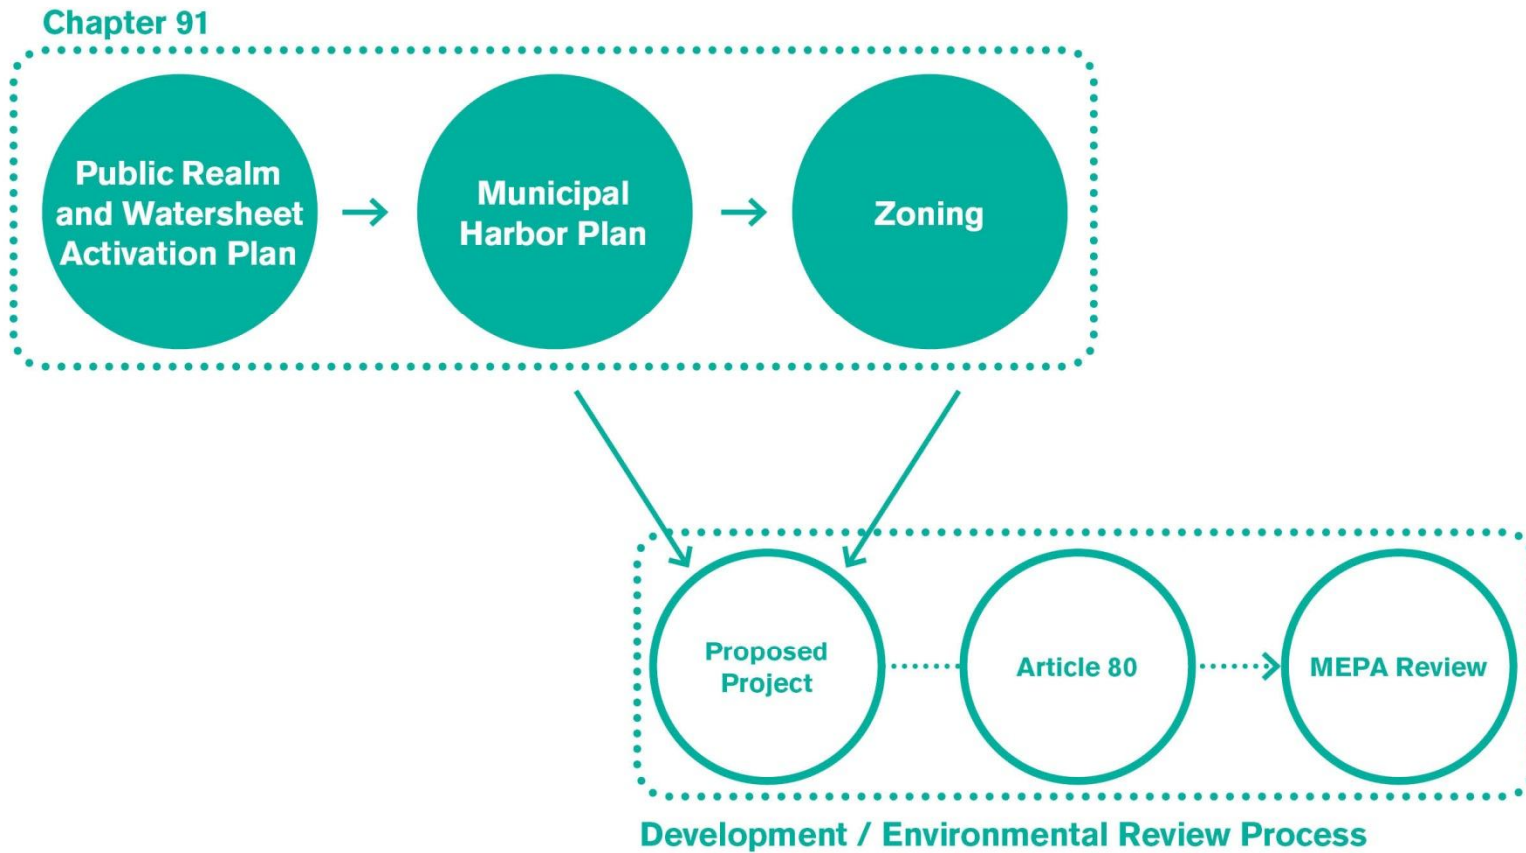 Chapter 91
Public Realm
and Watersheet
Activation Plan
Municipal
Harbor Plan
Zoning
Proposed
Project
Article 80
MEPA Review
Development / Environmental Review Process